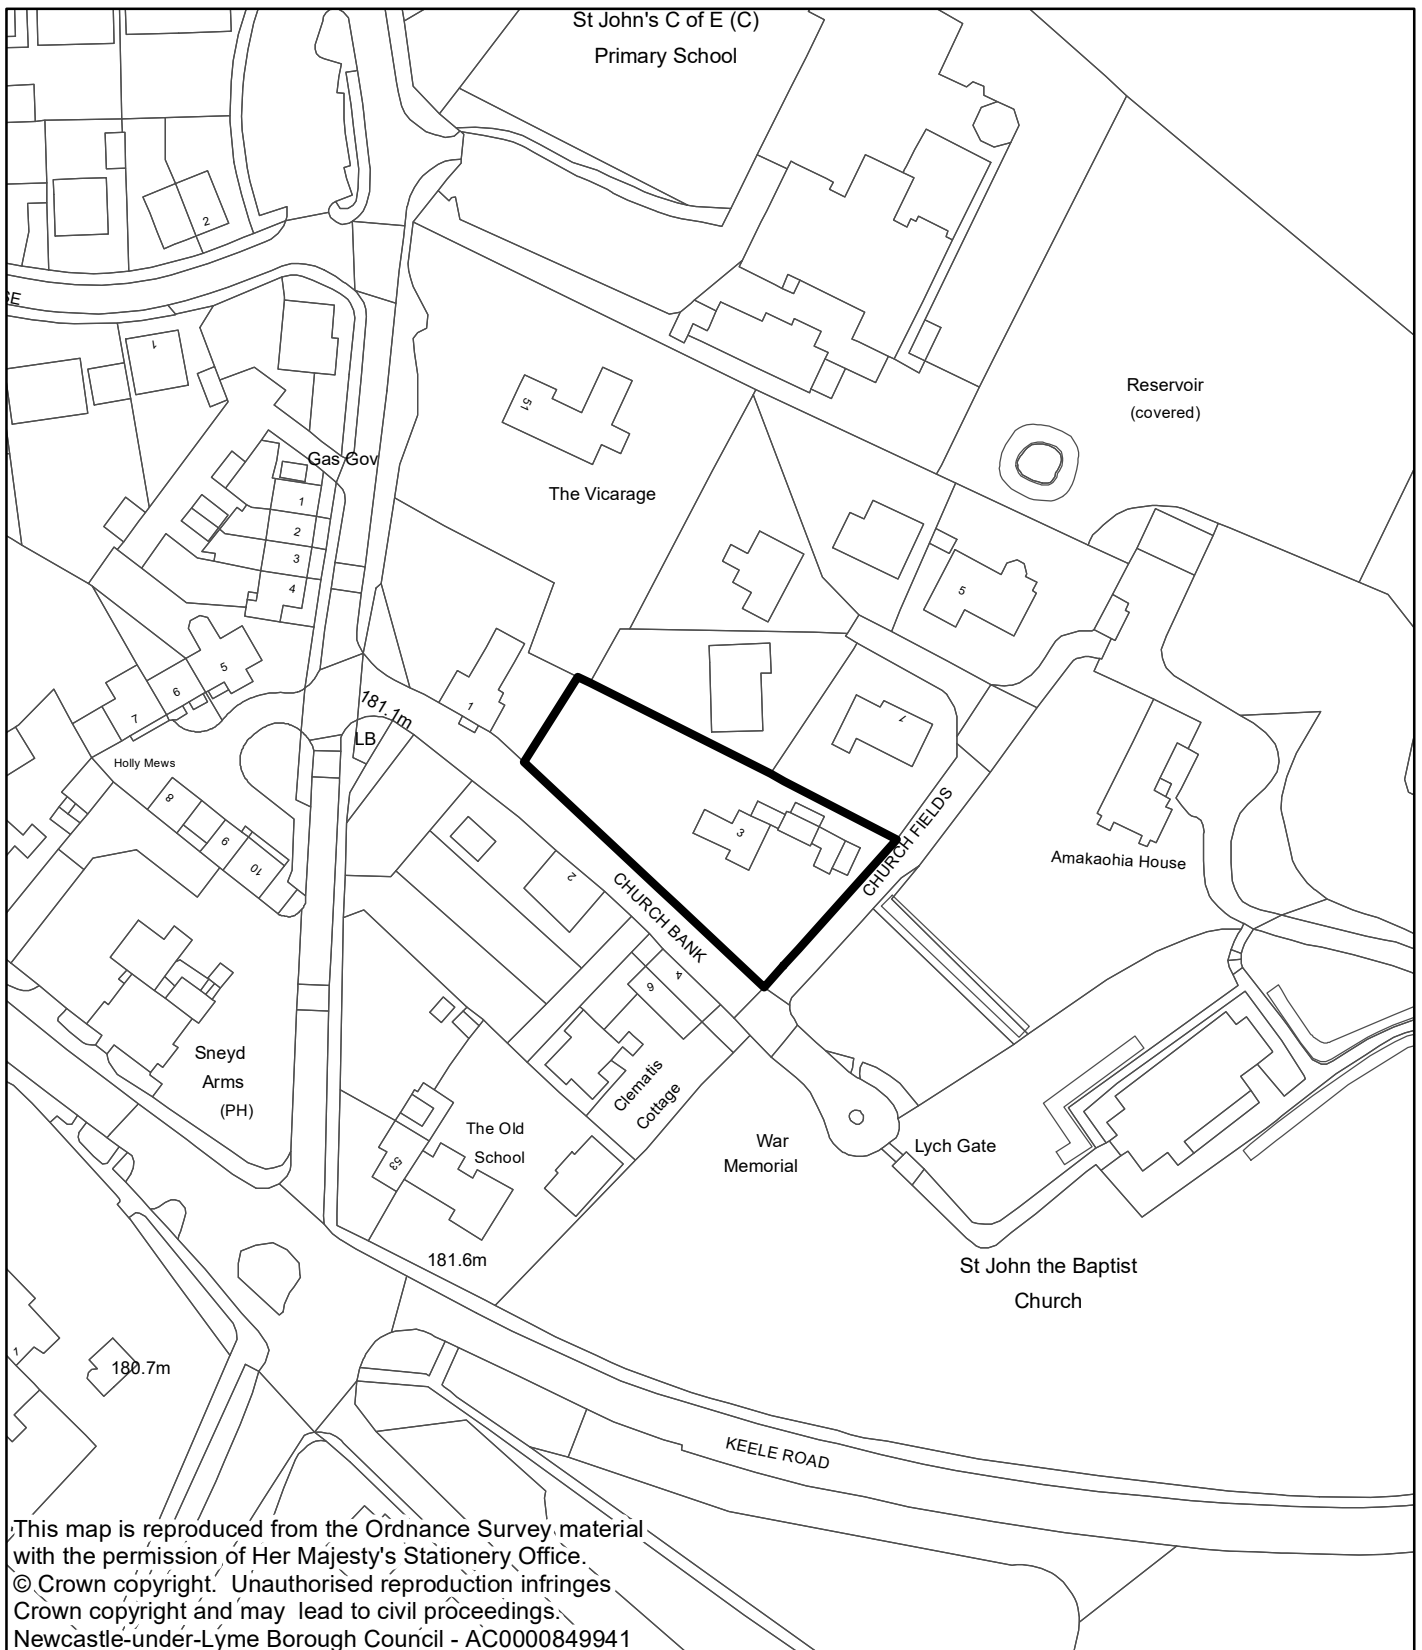 St John's C of E (C)
Primary School
2
SE
1
Reservoir
(covered)
51
Gas Gov
The Vicarage
1
2
3
4
5
5
6
7
1
181.1m
LB
1
Holly Mews
8
9
10
3
2
CHURCH BANK
CHURCH FIELDS
Amakaohia House
4
6
Sneyd
Arms
(PH)
Clematis
Cottage
The Old
School
53
War
Memorial
Lych Gate
181.6m
St John the Baptist
Church
1
180.7m
KEELE ROAD
This map is reproduced from the Ordnance Survey material
with the permission of Her Majesty's Stationery Office.
© Crown copyright. Unauthorised reproduction infringes
Crown copyright and may lead to civil proceedings.
Newcastle-under-Lyme Borough Council - AC0000849941